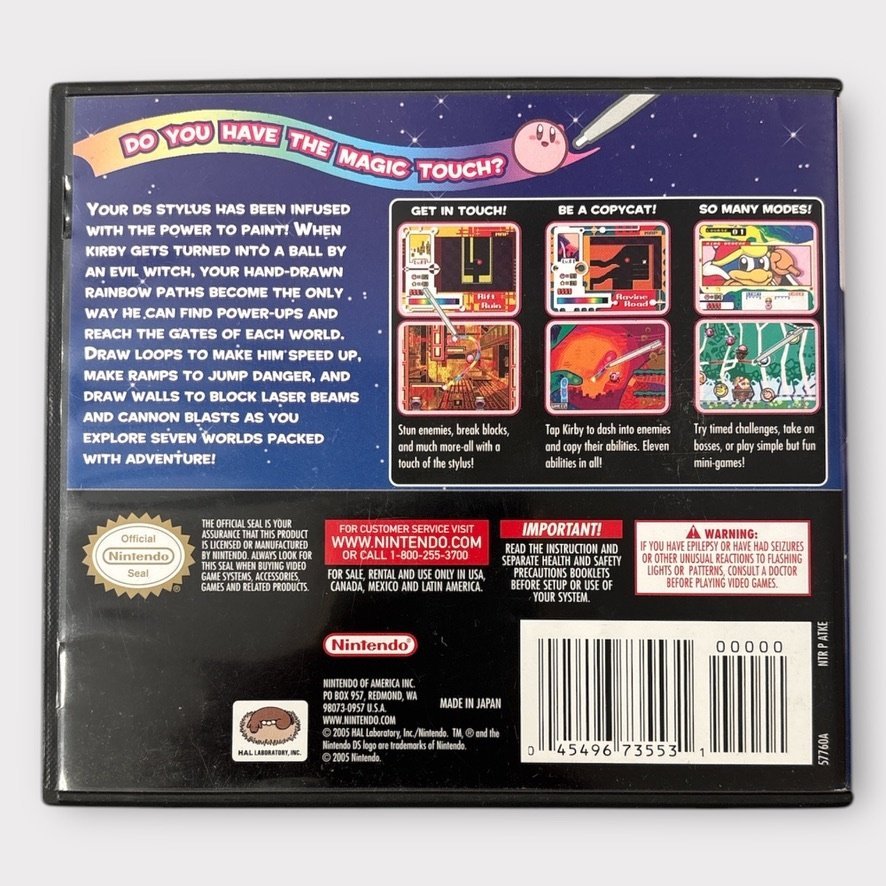 DO YOU HAVE THE MAGIC TOUCH?
YOUR DS STYLUS HAS BEEN INFUSED
WITH THE POWER TO PAINT! WHEN
KIRBY GETS TURNED INTO A BALL BY
AN EVIL WITCH, YOUR HAND-DRAWN
RAINBOW PATHS BECOME THE ONLY
WAY HE CAN FIND POWER-UPS AND
REACH THE GATES OF EACH WORLD.
DRAW LOOPS TO MAKE HIM SPEED UP,
MAKE RAMPS TO JUMP DANGER, AND
DRAW WALLS TO BLOCK LASER BEAMS
AND CANNON BLASTS AS YOU
EXPLORE SEVEN WORLDS PACKED
WITH ADVENTURE!
GET IN TOUCH!
MAP
Rift
Ruin
Stun enemies, break blocks,
and much more-all with a
touch of the stylus!
BE A COPYCAT!
MAP
Ravine
Road
Tap Kirby to dash into enemies
and copy their abilities. Eleven
abilities in all!
SO MANY MODES!
01
KING DEDEDE
Try timed challenges, take on
bosses, or play simple but fun
mini-games!
Official
Nintendo
Seal
®
THE OFFICIAL SEAL IS YOUR
ASSURANCE THAT THIS PRODUCT
IS LICENSED OR MANUFACTURED
BY NINTENDO. ALWAYS LOOK FOR
THIS SEAL WHEN BUYING VIDEO
GAME SYSTEMS, ACCESSORIES,
GAMES AND RELATED PRODUCTS.
FOR CUSTOMER SERVICE VISIT
WWW.NINTENDO.COM
OR CALL 1-800-255-3700
FOR SALE, RENTAL AND USE ONLY IN USA,
CANADA, MEXICO AND LATIN AMERICA.
IMPORTANT!
READ THE INSTRUCTION AND
SEPARATE HEALTH AND SAFETY
PRECAUTIONS BOOKLETS
BEFORE SETUP OR USE OF
YOUR SYSTEM.
WARNING:
IF YOU HAVE EPILEPSY OR HAVE HAD SEIZURES
OR OTHER UNUSUAL REACTIONS TO FLASHING
LIGHTS OR PATTERNS, CONSULT A DOCTOR
BEFORE PLAYING VIDEO GAMES.
Nintendo®
NINTENDO OF AMERICA INC.
PO BOX 957, REDMOND, WA
98073-0957 U.S.A.
WWW.NINTENDO.COM
© 2005 HAL Laboratory, Inc./Nintendo. TM, ® and the
Nintendo DS logo are trademarks of Nintendo.
© 2005 Nintendo.
MADE IN JAPAN
HAL LABORATORY, INC.
00000
0 45496 73553 1
NTR P ATKE
57760A